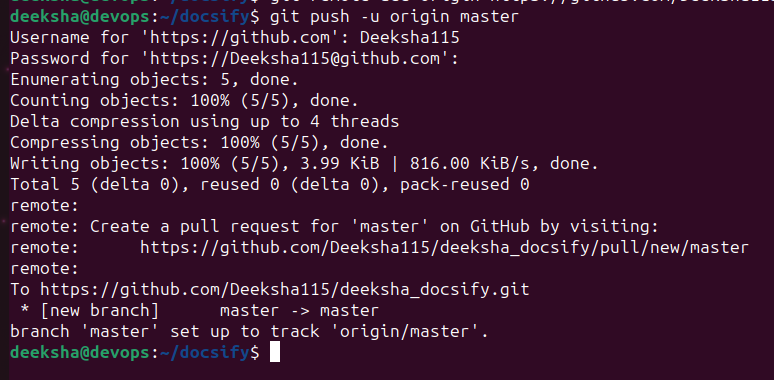 deeksha@devops:~/docsify$ git push -u origin master
Username for 'https://github.com': Deeksha115
Password for 'https://Deeksha115@github.com':
Enumerating objects: 5, done.
Counting objects: 100% (5/5), done.
Delta compression using up to 4 threads
Compressing objects: 100% (5/5), done.
Writing objects: 100% (5/5), 3.99 KiB | 816.00 KiB/s, done.
Total 5 (delta 0), reused 0 (delta 0), pack-reused 0
remote:
remote: Create a pull request for 'master' on GitHub by visiting:
remote:      https://github.com/Deeksha115/deeksha_docsify/pull/new/master
remote:
To https://github.com/Deeksha115/deeksha_docsify.git
 * [new branch]      master -> master
branch 'master' set up to track 'origin/master'.
deeksha@devops:~/docsify$